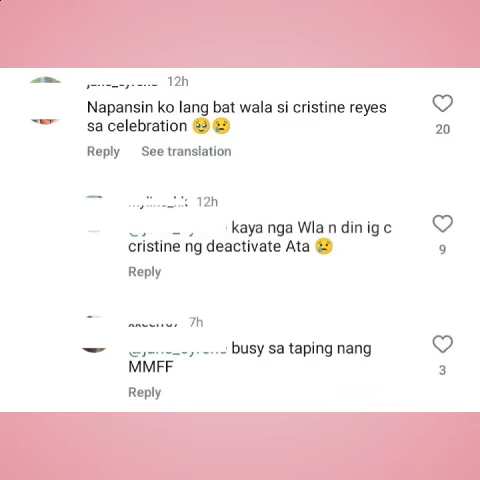 12h
Napansin ko lang bat wala si cristine reyes
sa celebration 🥹😢
20
Reply See translation
12h
kaya nga Wla n din ig c
cristine ng deactivate Ata 😢
9
Reply
7h
busy sa taping nang
MMFF
3
Reply